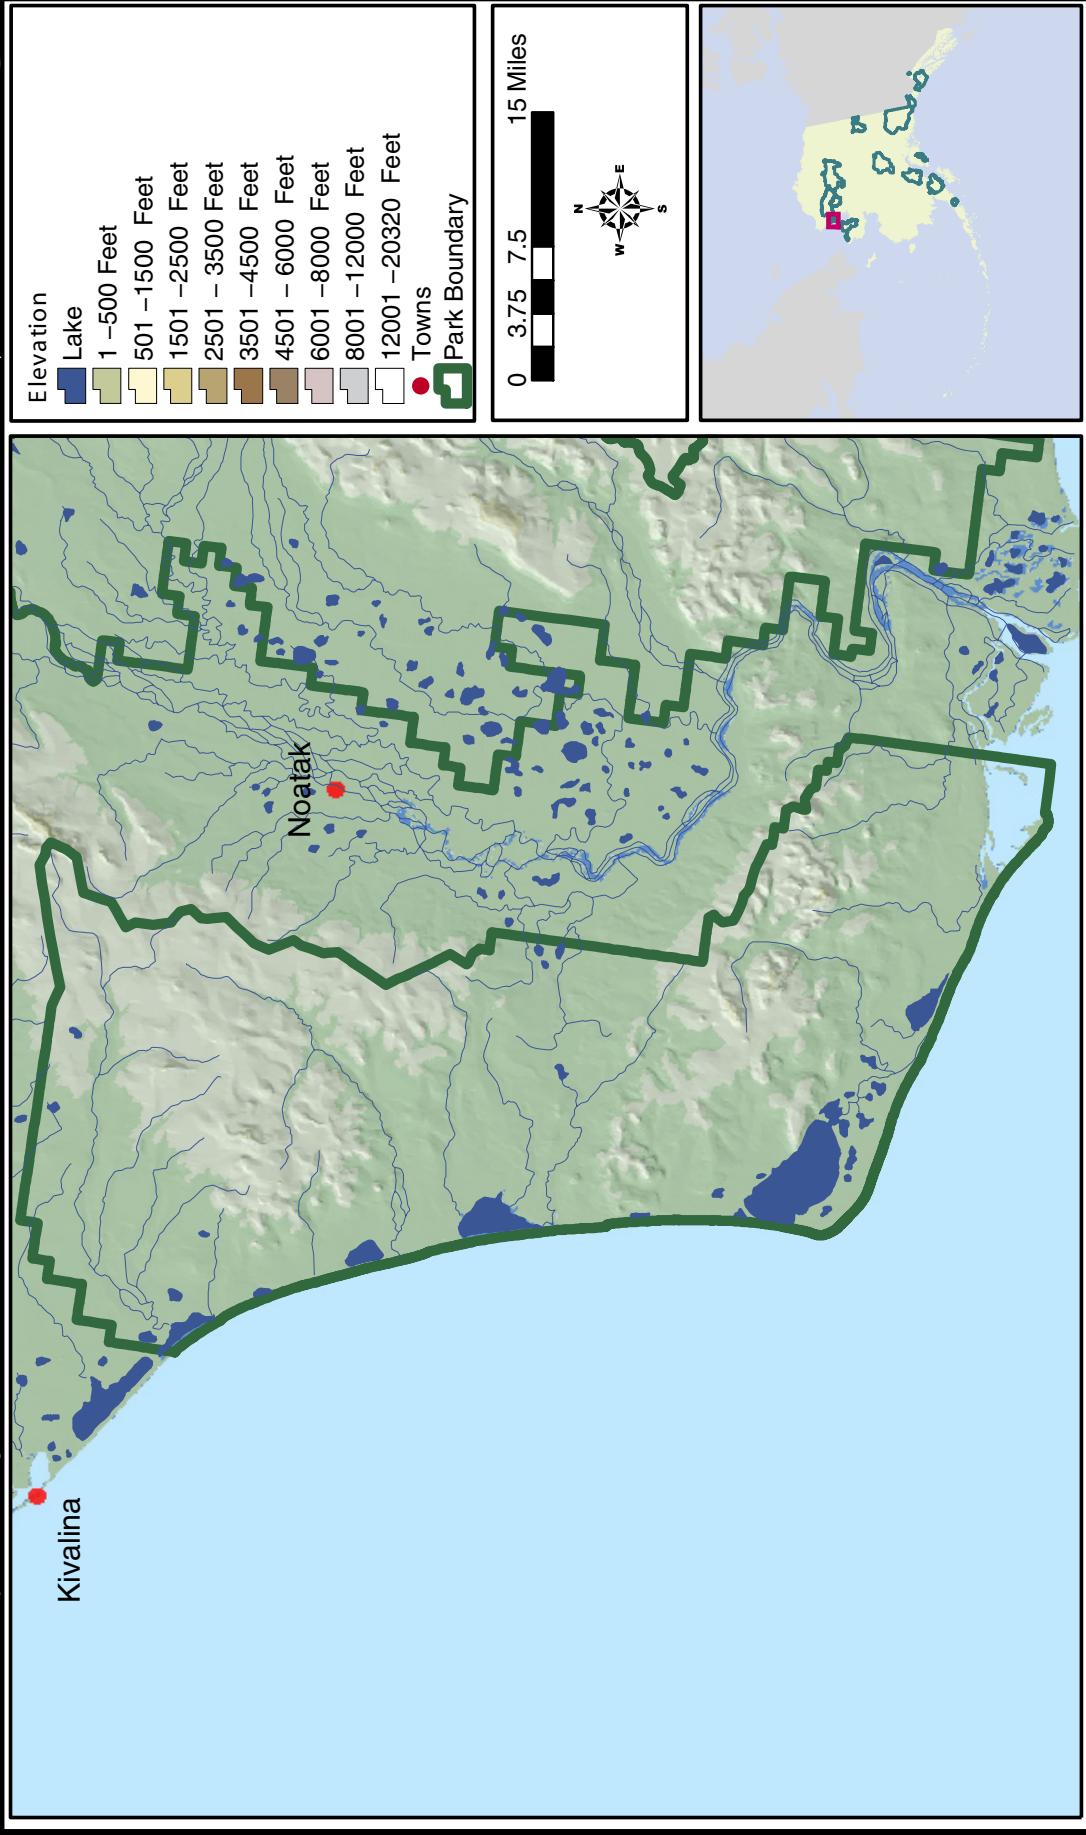 Elevation
Lake
1 –500 Feet
501 –1500 Feet
1501 –2500 Feet
2501 – 3500 Feet
3501 –4500 Feet
4501 – 6000 Feet
6001 –8000 Feet
8001 –12000 Feet
12001 –20320 Feet
Towns
Park Boundary
0 3.75 7.5 15 Miles
N
W E
S
Noatak
Kivalina